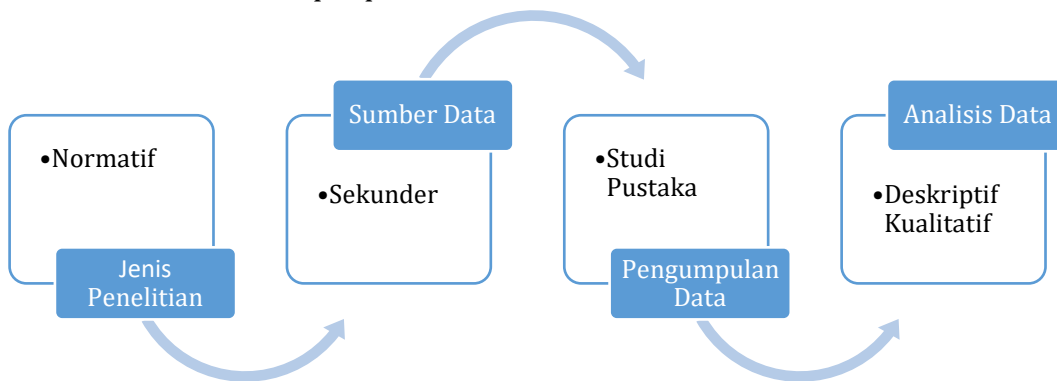 •Normatif
Jenis
Penelitian
Sumber Data
•Sekunder
•Studi
Pustaka
Pengumpulan
Data
Analisis Data
•Deskriptif
Kualitatif